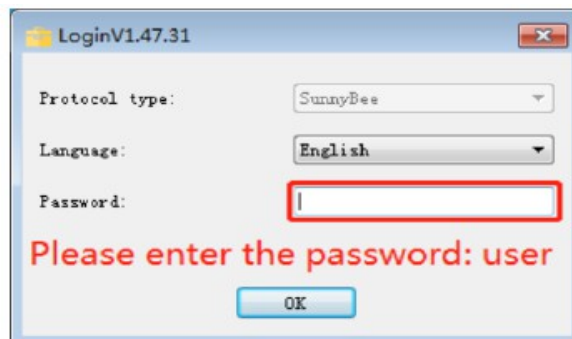 LoginV1.47.31
Protocol type: SunnyBee
Language: English
Password:
Please enter the password: user
OK